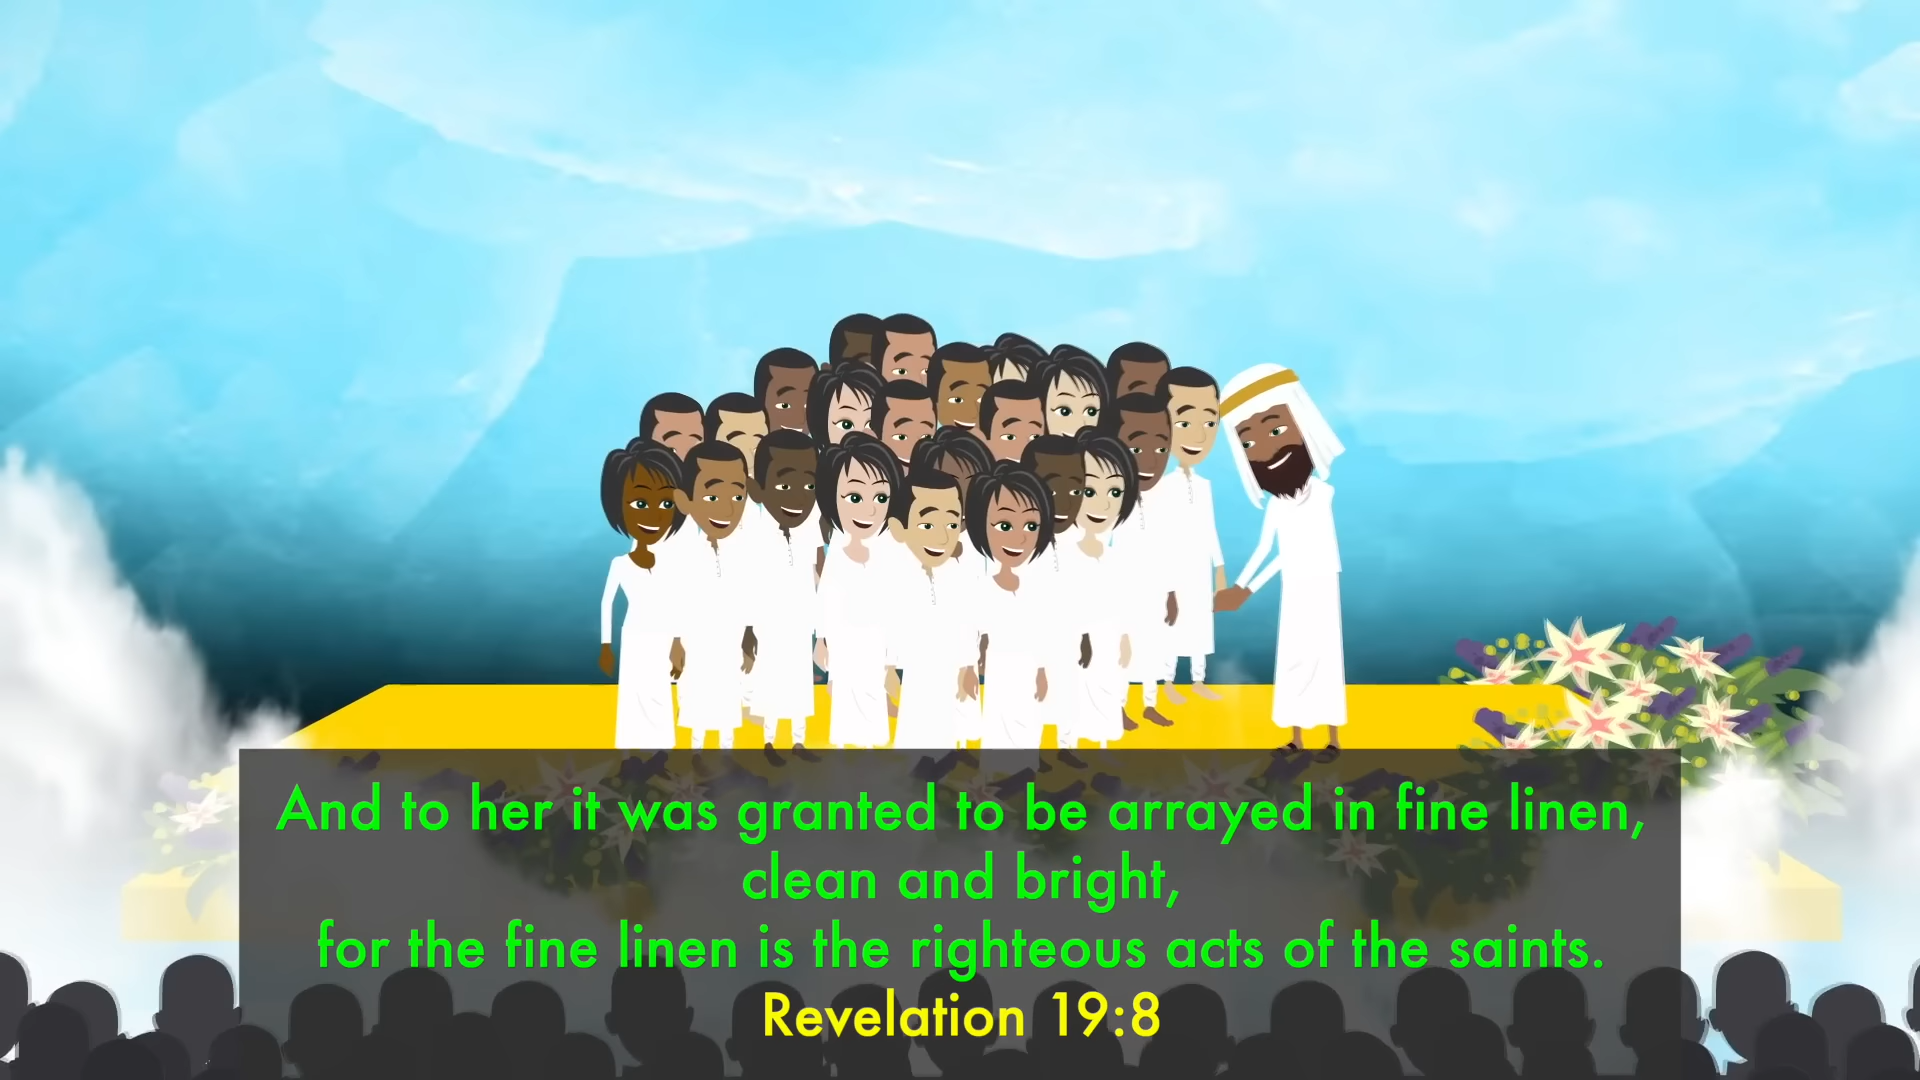 And to her it was granted to be arrayed in fine linen,
clean and bright,
for the fine linen is the righteous acts of the saints.
Revelation 19:8